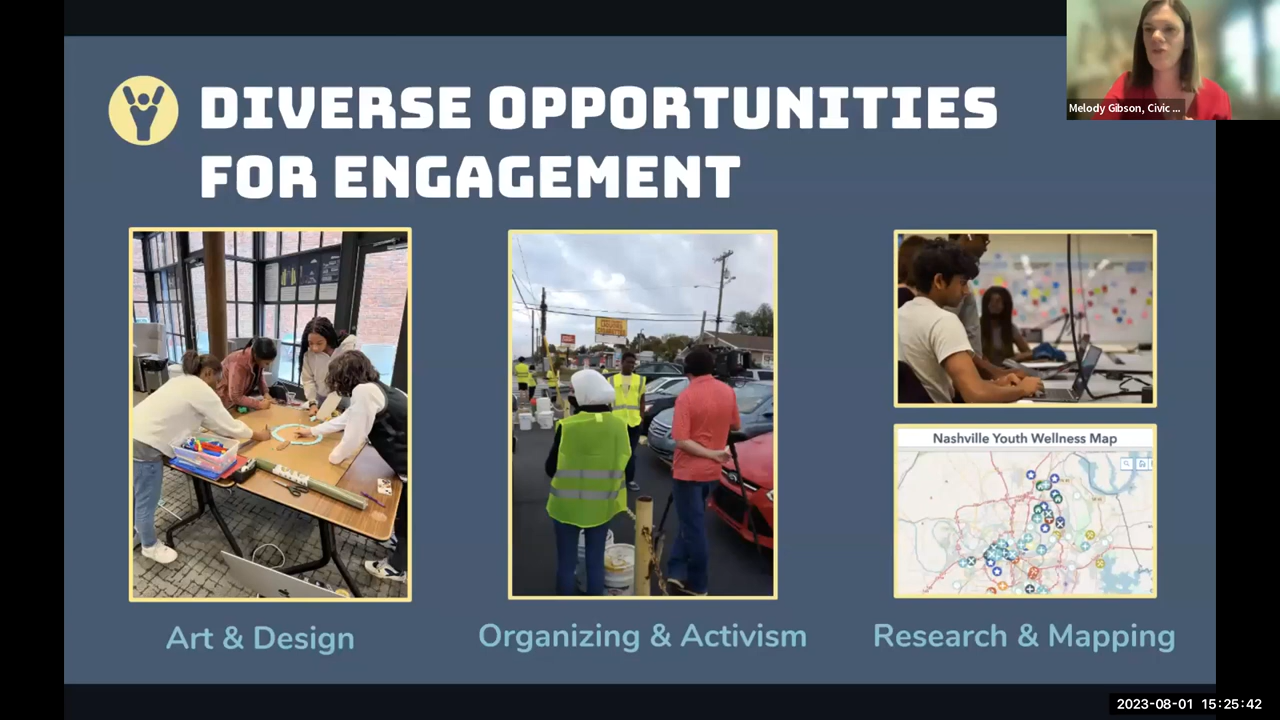 DIVERSE OPPORTUNITIES
FOR ENGAGEMENT
Melody Gibson, Civic ...
Nashville Youth Wellness Map
Art & Design
Organizing & Activism
Research & Mapping
2023-08-01 15:25:42